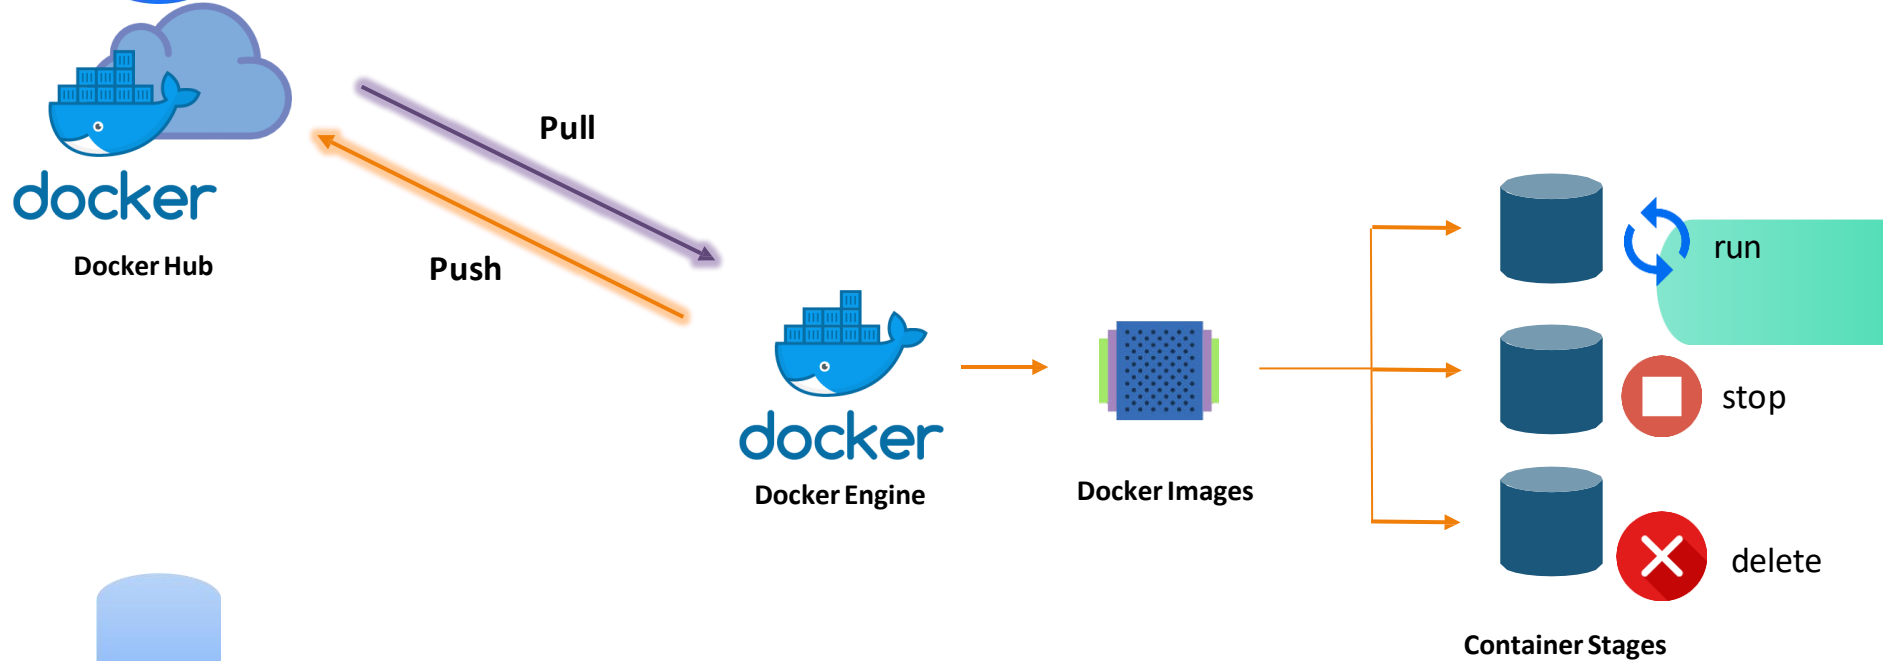 docker
Docker Hub
Pull
Push
docker
Docker Engine
Docker Images
run
stop
delete
Container Stages